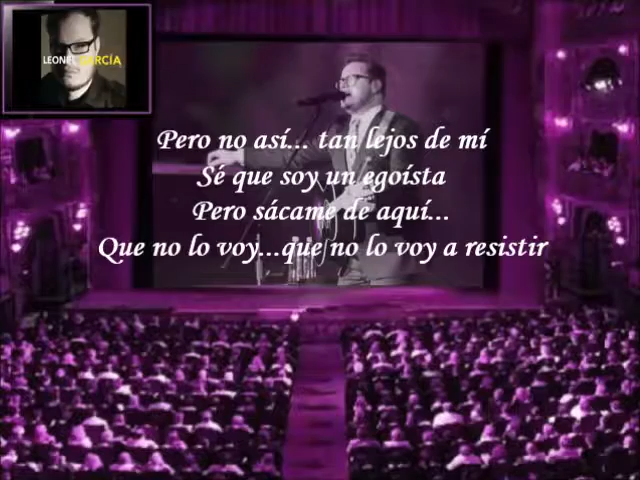 LEONEL GARCÍA
Pero no así... tan lejos de mí
Sé que soy un egoísta
Pero sácame de aquí...
Que no lo voy...que no lo voy a resistir